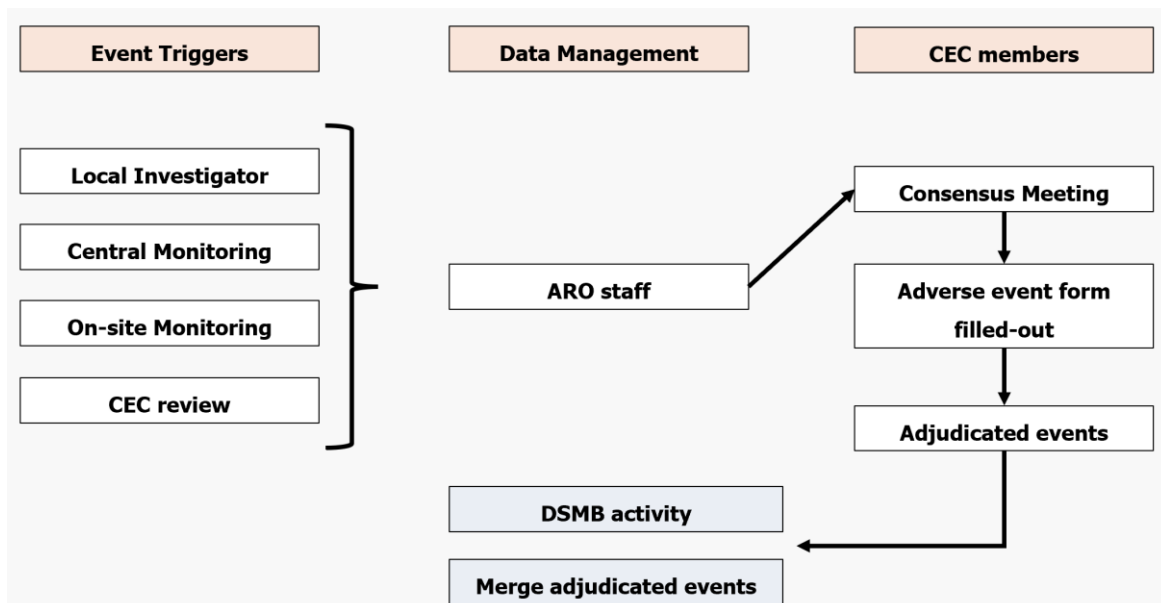 Event Triggers
Data Management
CEC members
Local Investigator
Central Monitoring
On-site Monitoring
CEC review
ARO staff
Consensus Meeting
Adverse event form
filled-out
Adjudicated events
DSMB activity
Merge adjudicated events